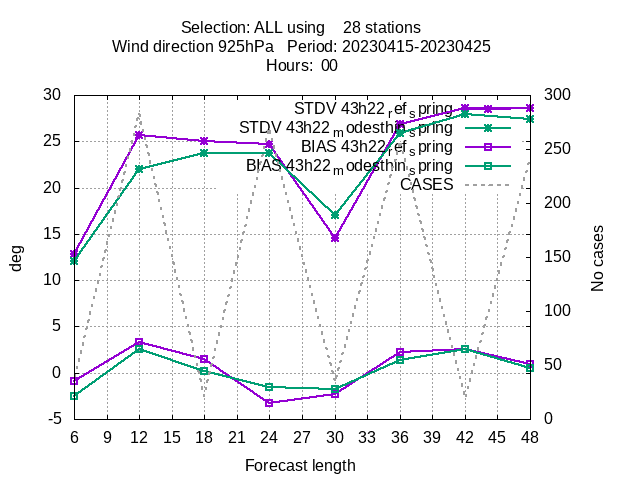 Selection: ALL using 28 stations
Wind direction 925hPa Period: 20230415-20230425
Hours: 00
30 300
STDV 43h22_ref_spring
STDV 43h22_modesthin_spring
25 250
BIAS 43h22_ref_spring
BIAS 43h22_modesthin_spring
CASES
20 200
15 150
10 100
5 50
0
-5 0
deg
No cases
6 12 15 18 21 24 27 30 33 36 39 42 45 48
Forecast length